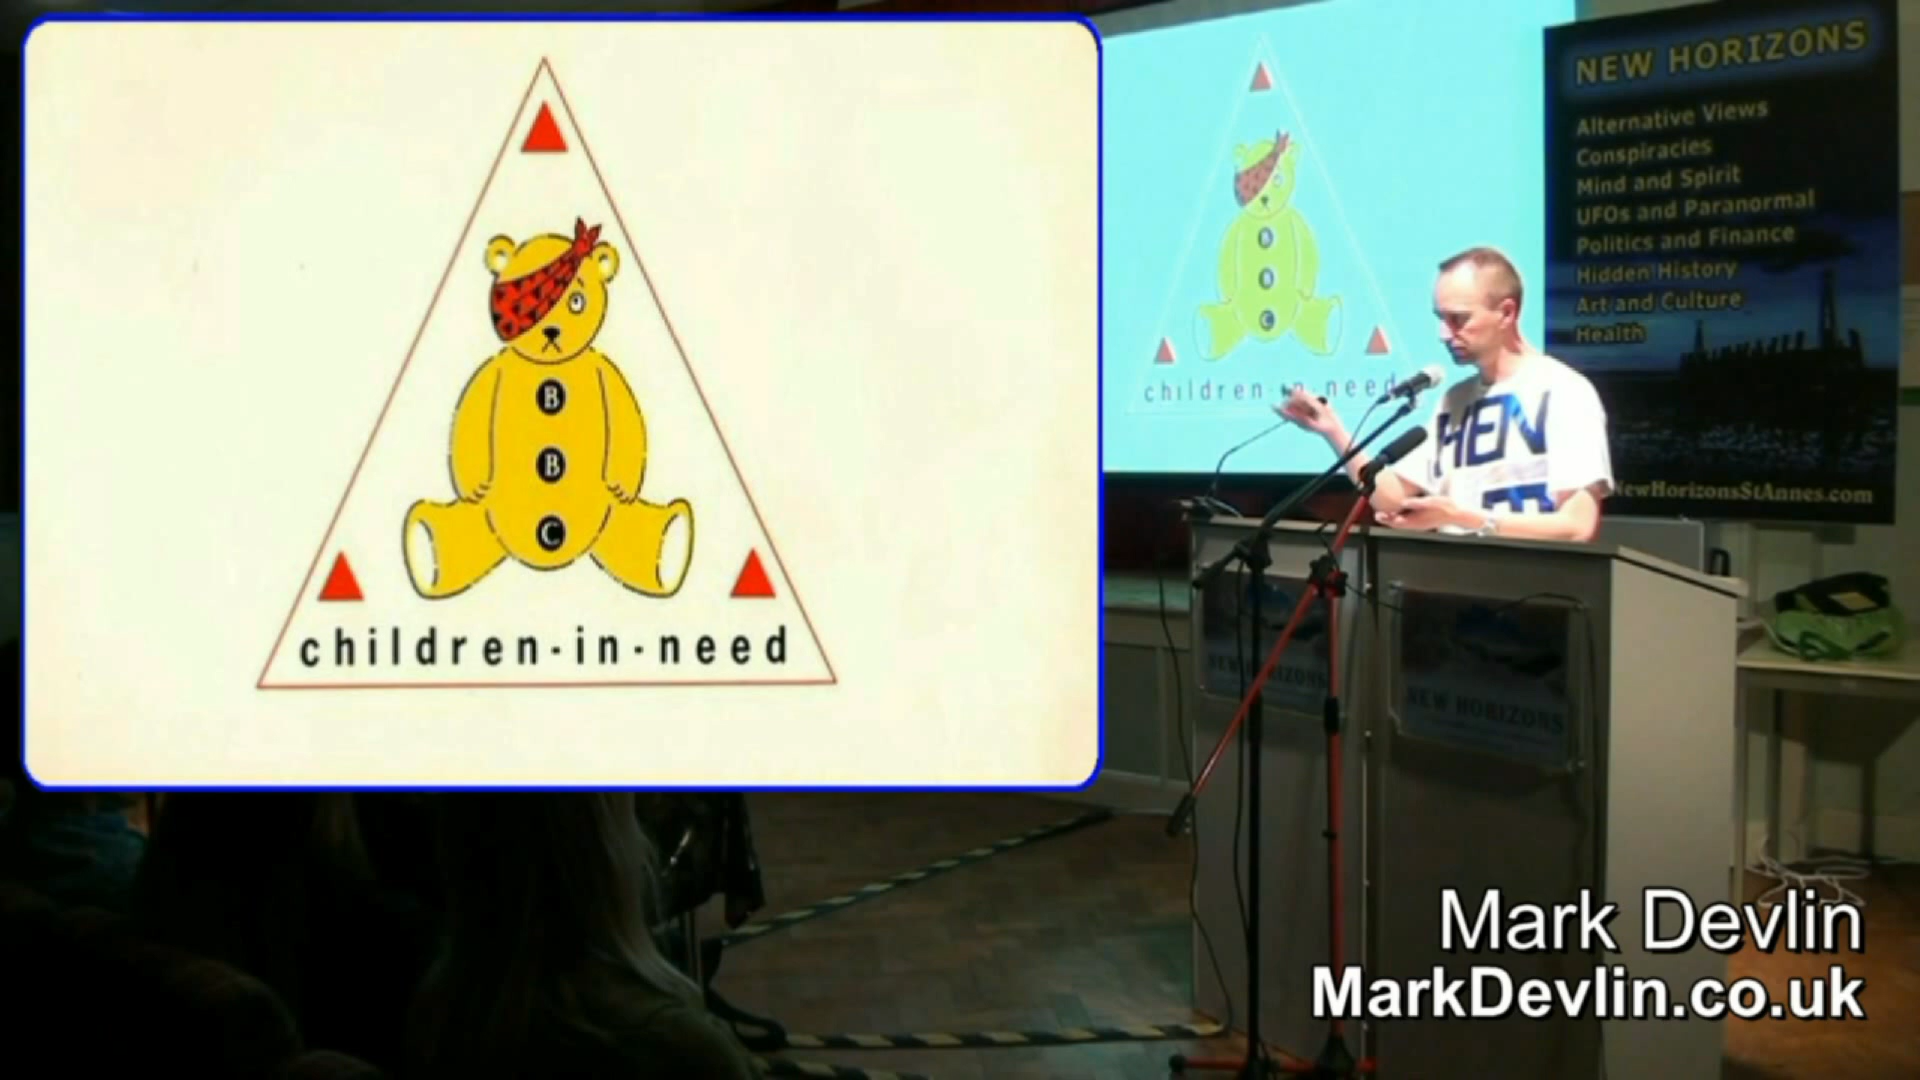 B
B
C
children-in-need
B
B
C
children-in-need
NEW HORIZONS
Alternative Views
Conspiracies
Mind and Spirit
UFOs and Paranormal
Politics and Finance
Hidden History
Art and Culture
Health
NewHorizonsStAnnes.com
HEN
NEW HORIZONS
NEW HORIZONS
Mark Devlin
MarkDevlin.co.uk